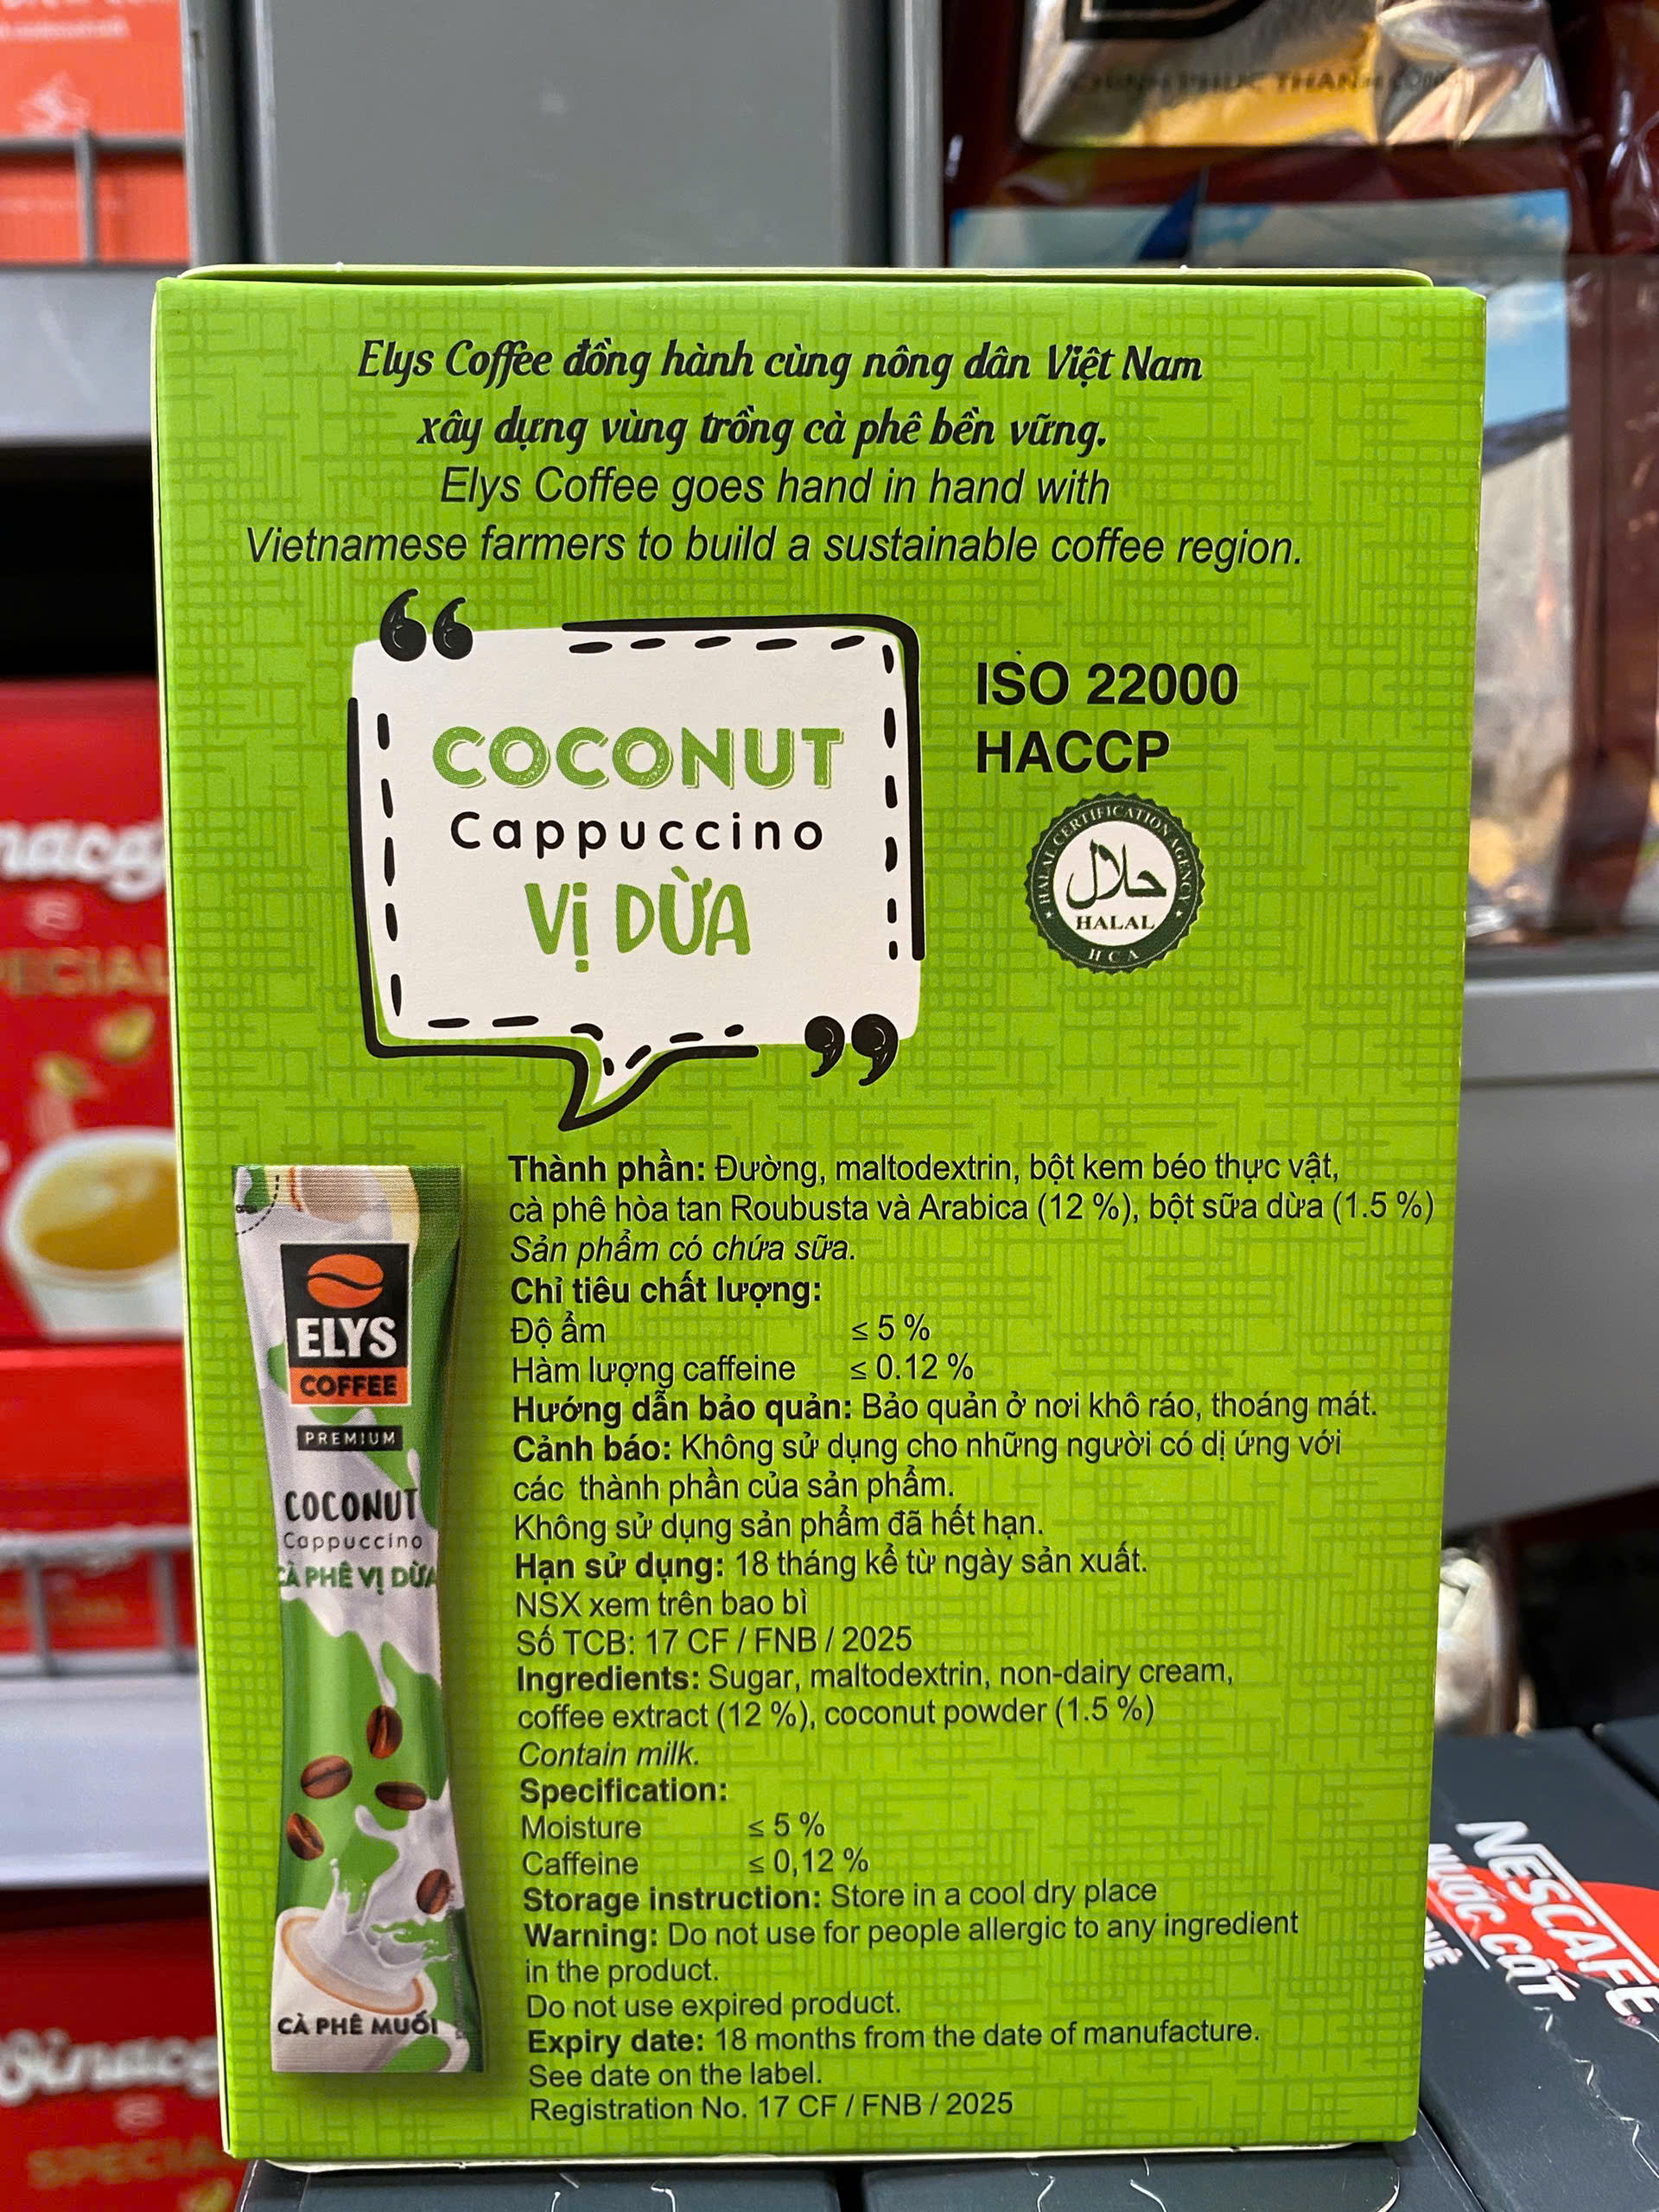 Elys Coffee đồng hành cùng nông dân Việt Nam
xây dựng vùng trồng cà phê bền vững.
Elys Coffee goes hand in hand with
Vietnamese farmers to build a sustainable coffee region.
COCONUT
Cappuccino
VỊ DỪA
ISO 22000
HACCP
HALAL CERTIFICATION AGENCY
حلال
HALAL
HCA
Thành phần: Đường, maltodextrin, bột kem béo thực vật,
cà phê hòa tan Roubusta và Arabica (12 %), bột sữa dừa (1.5 %)
Sản phẩm có chứa sữa.
Chỉ tiêu chất lượng:
Độ ẩm ≤ 5 %
Hàm lượng caffeine ≤ 0.12 %
Hướng dẫn bảo quản: Bảo quản ở nơi khô ráo, thoáng mát.
Cảnh báo: Không sử dụng cho những người có dị ứng với
các thành phần của sản phẩm.
Không sử dụng sản phẩm đã hết hạn.
Hạn sử dụng: 18 tháng kể từ ngày sản xuất.
NSX xem trên bao bì
Số TCB: 17 CF / FNB / 2025
Ingredients: Sugar, maltodextrin, non-dairy cream,
coffee extract (12 %), coconut powder (1.5 %)
Contain milk.
Specification:
Moisture ≤ 5 %
Caffeine ≤ 0,12 %
Storage instruction: Store in a cool dry place
Warning: Do not use for people allergic to any ingredient
in the product.
Do not use expired product.
Expiry date: 18 months from the date of manufacture.
See date on the label.
Registration No. 17 CF / FNB / 2025
ELYS
COFFEE
PREMIUM
COCONUT
Cappuccino
CÀ PHÊ VỊ DỪA
CÀ PHÊ MUỐI
NESCAFÉ
NƯỚC CỐT